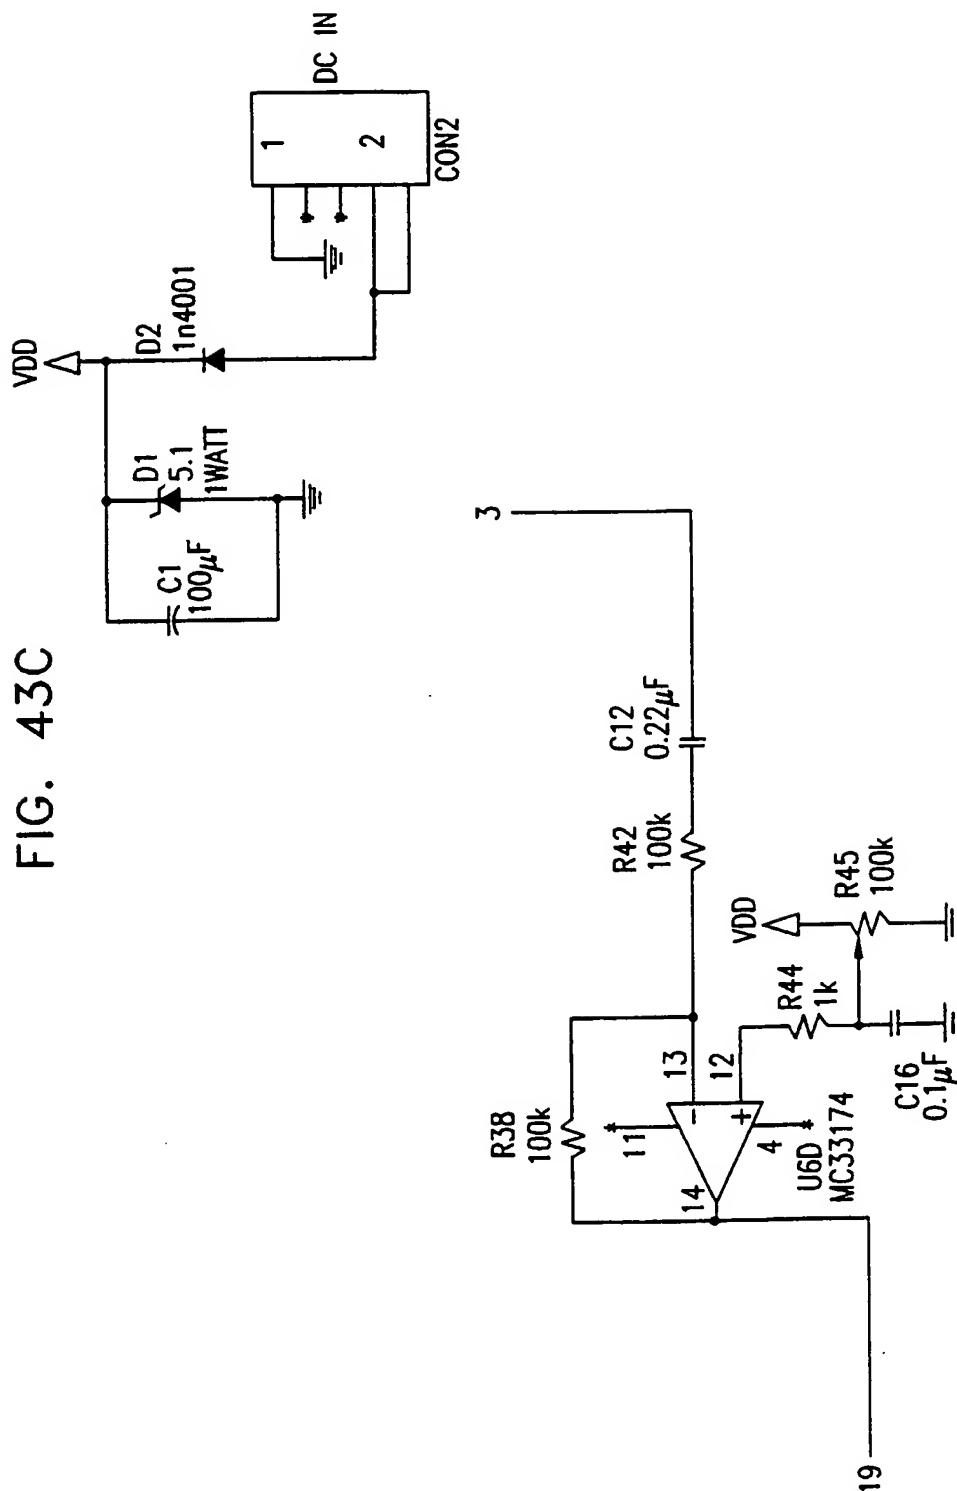 FIG. 43C
VDD
D1
5.1
1WATT
C1
100µF
D2
1n4001
1
2
DC IN
CON2
3
C12
0.22µF
R42
100k
R38
100k
11
13
12
14
4
U6D
MC33174
-
+
VDD
R44
1k
R45
100k
C16
0.1µF
19